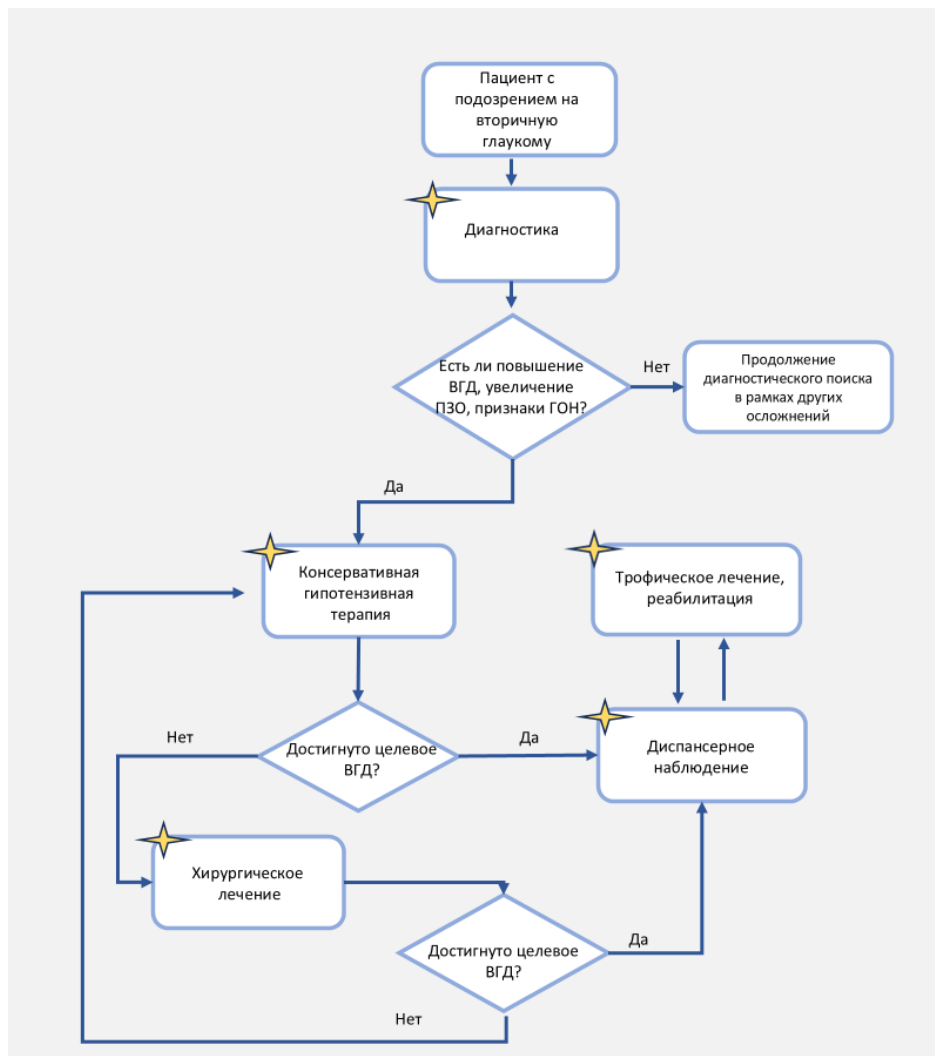 Пациент с
подозрением на
вторичную
глаукому
Диагностика
Есть ли повышение
ВГД, увеличение
ПЗО, признаки ГОН?
Нет
Продолжение
диагностического поиска
в рамках других
осложнений
Да
Консервативная
гипотензивная
терапия
Трофическое лечение,
реабилитация
Нет
Достигнуто целевое
ВГД?
Да
Диспансерное
наблюдение
Хирургическое
лечение
Достигнуто целевое
ВГД?
Да
Нет